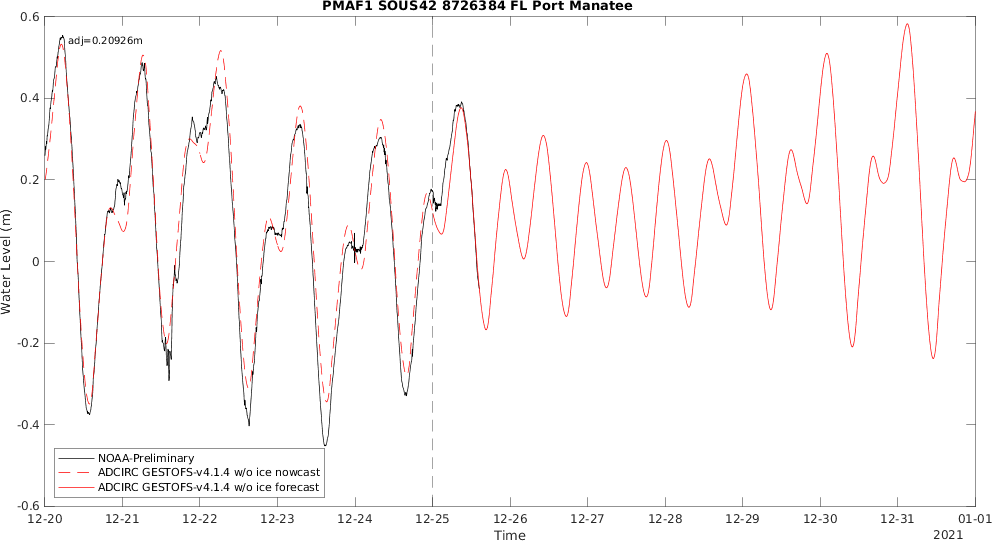 PMAF1 SOUS42 8726384 FL Port Manatee
adj=0.20926m
0.6
0.4
0.2
0
-0.2
-0.4
-0.6
Water Level (m)
NOAA-Preliminary
ADCIRC GESTOFS-v4.1.4 w/o ice nowcast
ADCIRC GESTOFS-v4.1.4 w/o ice forecast
12-20 12-21 12-22 12-23 12-24 12-25 12-26 12-27 12-28 12-29 12-30 12-31 01-01
Time
2021